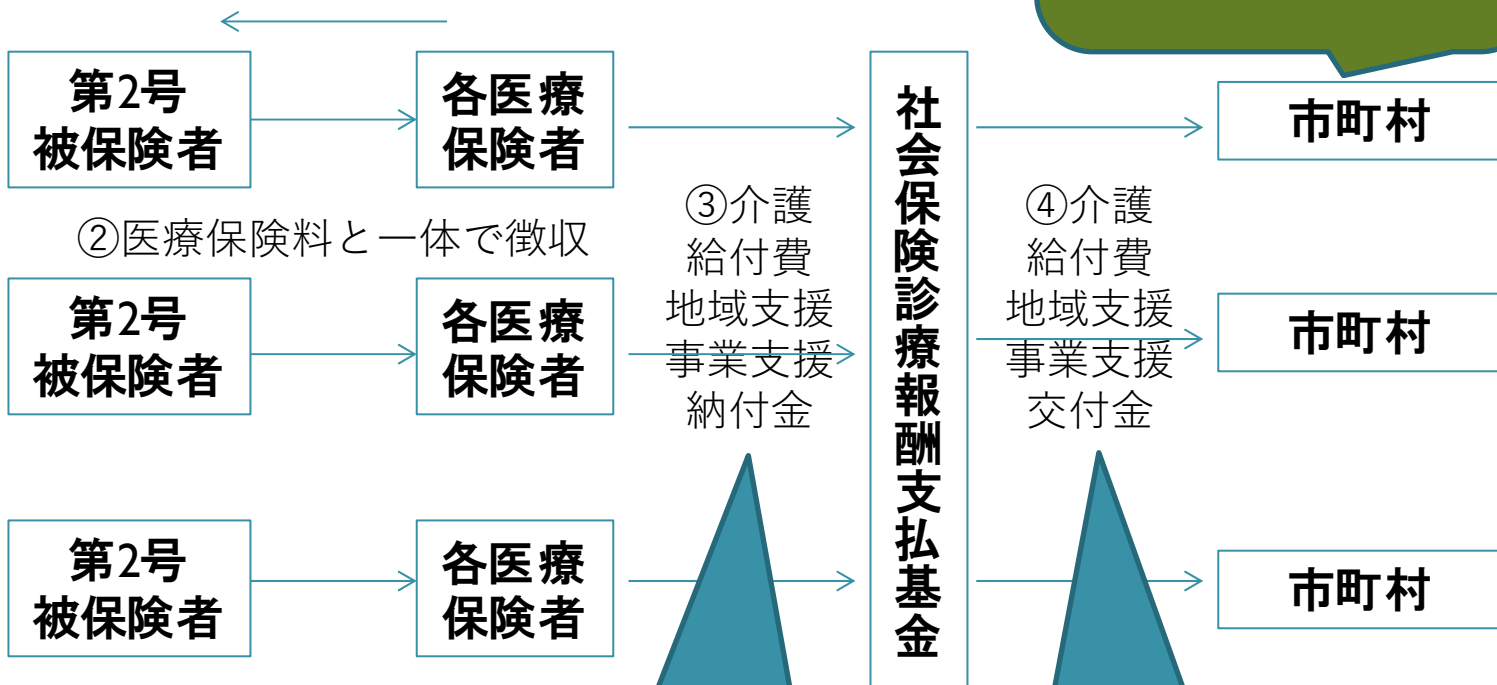 第2号
被保険者
各医療
保険者
社会保険診療報酬支払基金
市町村
②医療保険料と一体で徴収
③介護
給付費
地域支援
事業支援
納付金
④介護
給付費
地域支援
事業支援
交付金
第2号
被保険者
各医療
保険者
市町村
第2号
被保険者
各医療
保険者
市町村